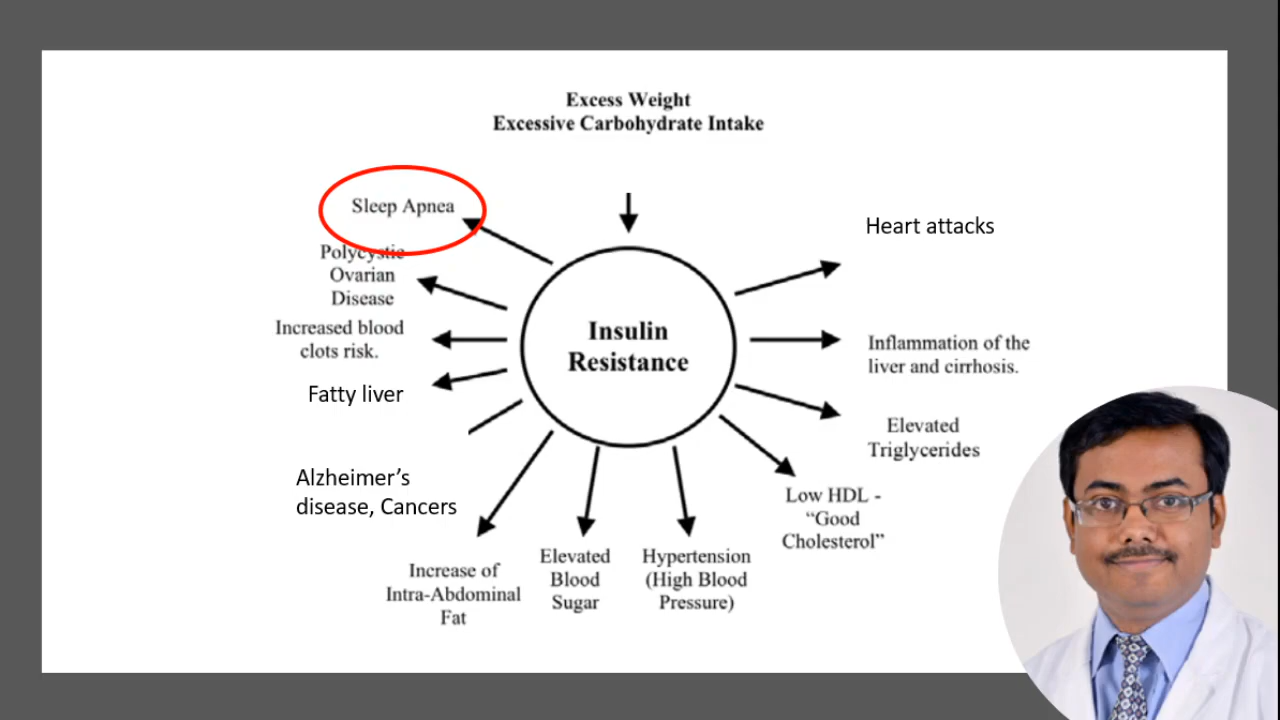 Excess Weight
Excessive Carbohydrate Intake
Sleep Apnea
Polycystic
Ovarian
Disease
Increased blood
clots risk.
Fatty liver
Alzheimer’s
disease, Cancers
Increase of
Intra-Abdominal
Fat
Elevated
Blood
Sugar
Hypertension
(High Blood
Pressure)
Low HDL -
“Good
Cholesterol”
Elevated
Triglycerides
Inflammation of the
liver and cirrhosis.
Heart attacks
Insulin
Resistance